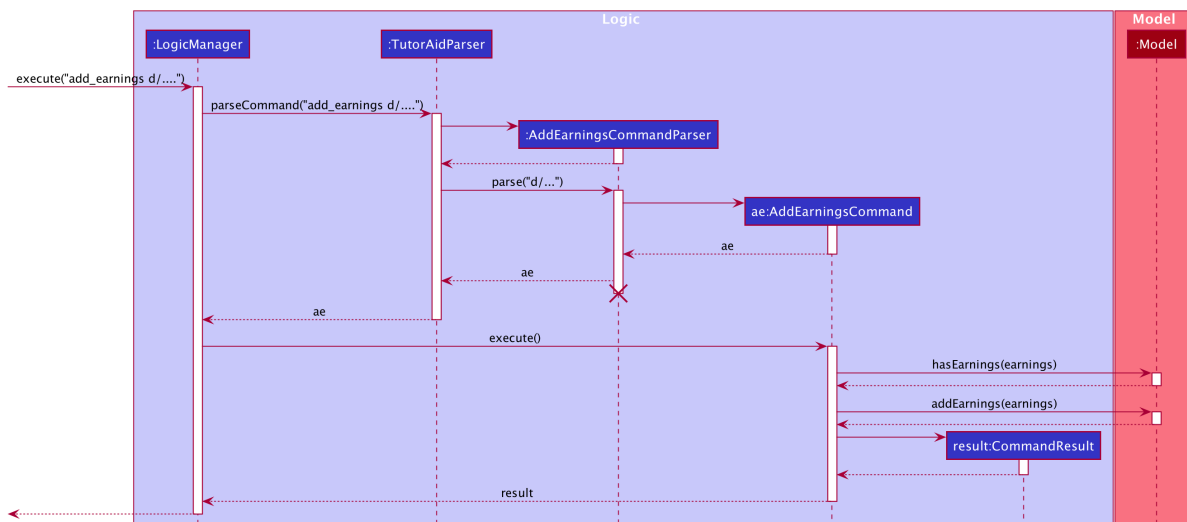 Logic
Model
:LogicManager
:TutorAidParser
:Model
execute("add_earnings d/....")
parseCommand("add_earnings d/....")
:AddEarningsCommandParser
parse("d/...")
ae:AddEarningsCommand
ae
ae
ae
execute()
hasEarnings(earnings)
addEarnings(earnings)
result:CommandResult
result